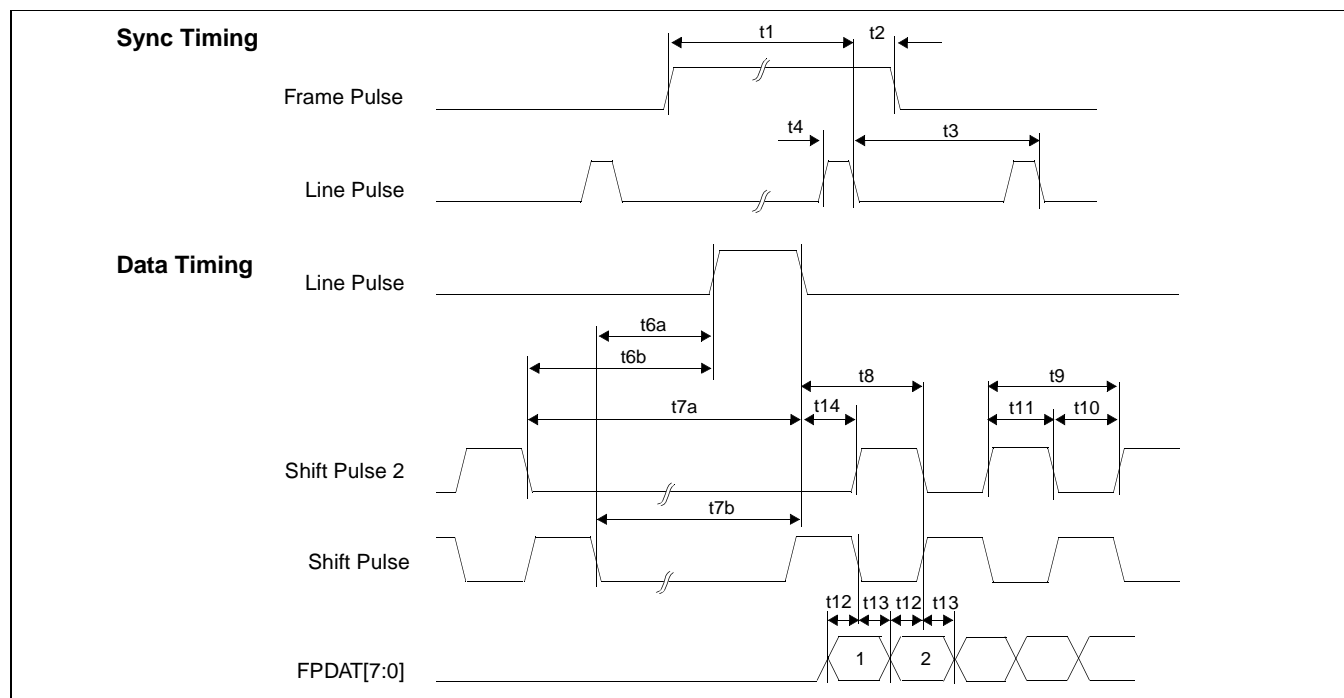 Sync Timing
t1
t2
Frame Pulse
t4
t3
Line Pulse
Data Timing
Line Pulse
t6a
t6b
t8
t9
t7a
t14
t11
t10
Shift Pulse 2
t7b
Shift Pulse
t12
t13
t12
t13
FPDAT[7:0]
1
2